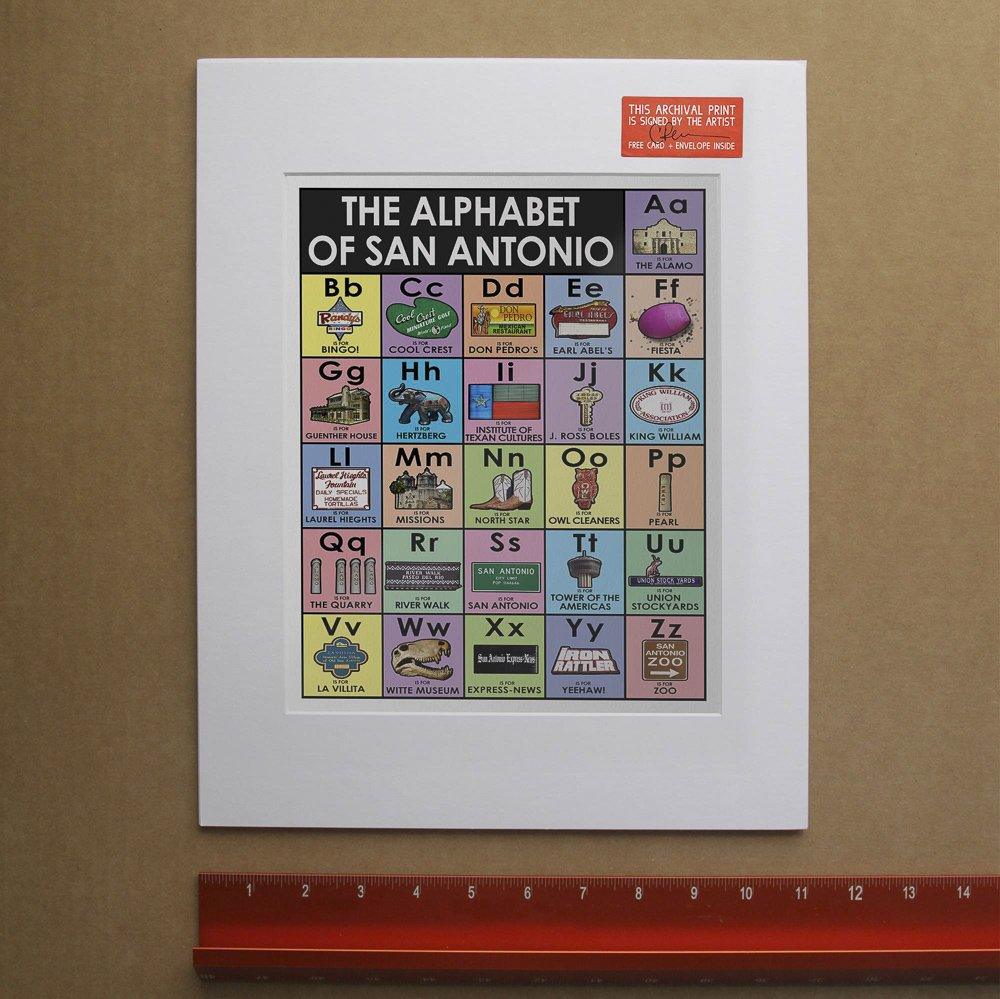 THIS ARCHIVAL PRINT
IS SIGNED BY THE ARTIST
FREE CARD + ENVELOPE INSIDE
THE ALPHABET
OF SAN ANTONIO
Aa
IS FOR
THE ALAMO
Bb
Randy's
BINGO
IS FOR
BINGO!
Cc
Cool Crest
MINIATURE GOLF
IS FOR
COOL CREST
Dd
DON
PEDRO
MEXICAN
RESTAURANT
IS FOR
DON PEDRO'S
Ee
EARL ABEL'S
RESTAURANT
IS FOR
EARL ABEL'S
Ff
IS FOR
FIESTA
Gg
IS FOR
GUENTHER HOUSE
Hh
IS FOR
HERTZBERG
Ii
IS FOR
INSTITUTE OF
TEXAN CULTURES
Jj
IS FOR
J. ROSS BOLES
Kk
KING WILLIAM
ASSOCIATION
IS FOR
KING WILLIAM
Ll
Laurel Heights
Fountain
DAILY SPECIALS
HOMEMADE
TORTILLAS
IS FOR
LAUREL HIEGHTS
Mm
IS FOR
MISSIONS
Nn
IS FOR
NORTH STAR
Oo
IS FOR
OWL CLEANERS
Pp
IS FOR
PEARL
Qq
IS FOR
THE QUARRY
Rr
RIVER WALK
PASEO DEL RIO
IS FOR
RIVER WALK
Ss
SAN ANTONIO
CITY LIMIT
POP
IS FOR
SAN ANTONIO
Tt
IS FOR
TOWER OF THE
AMERICAS
Uu
UNION STOCK YARDS
IS FOR
UNION
STOCKYARDS
Vv
LA VILLITA
IS FOR
LA VILLITA
Ww
IS FOR
WITTE MUSEUM
Xx
San Antonio Express-News
IS FOR
EXPRESS-NEWS
Yy
IRON
RATTLER
IS FOR
YEEHAW!
Zz
SAN
ANTONIO
ZOO
IS FOR
ZOO
1 2 3 4 5 6 7 8 9 10 11 12 13 14